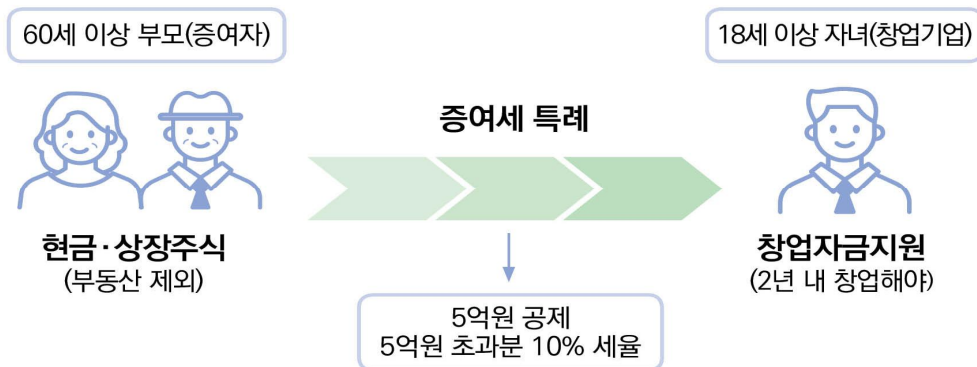 60세 이상 부모(증여자)
18세 이상 자녀(창업기업)
증여세 특례
현금·상장주식
(부동산 제외)
창업자금지원
(2년 내 창업해야)
5억원 공제
5억원 초과분 10% 세율